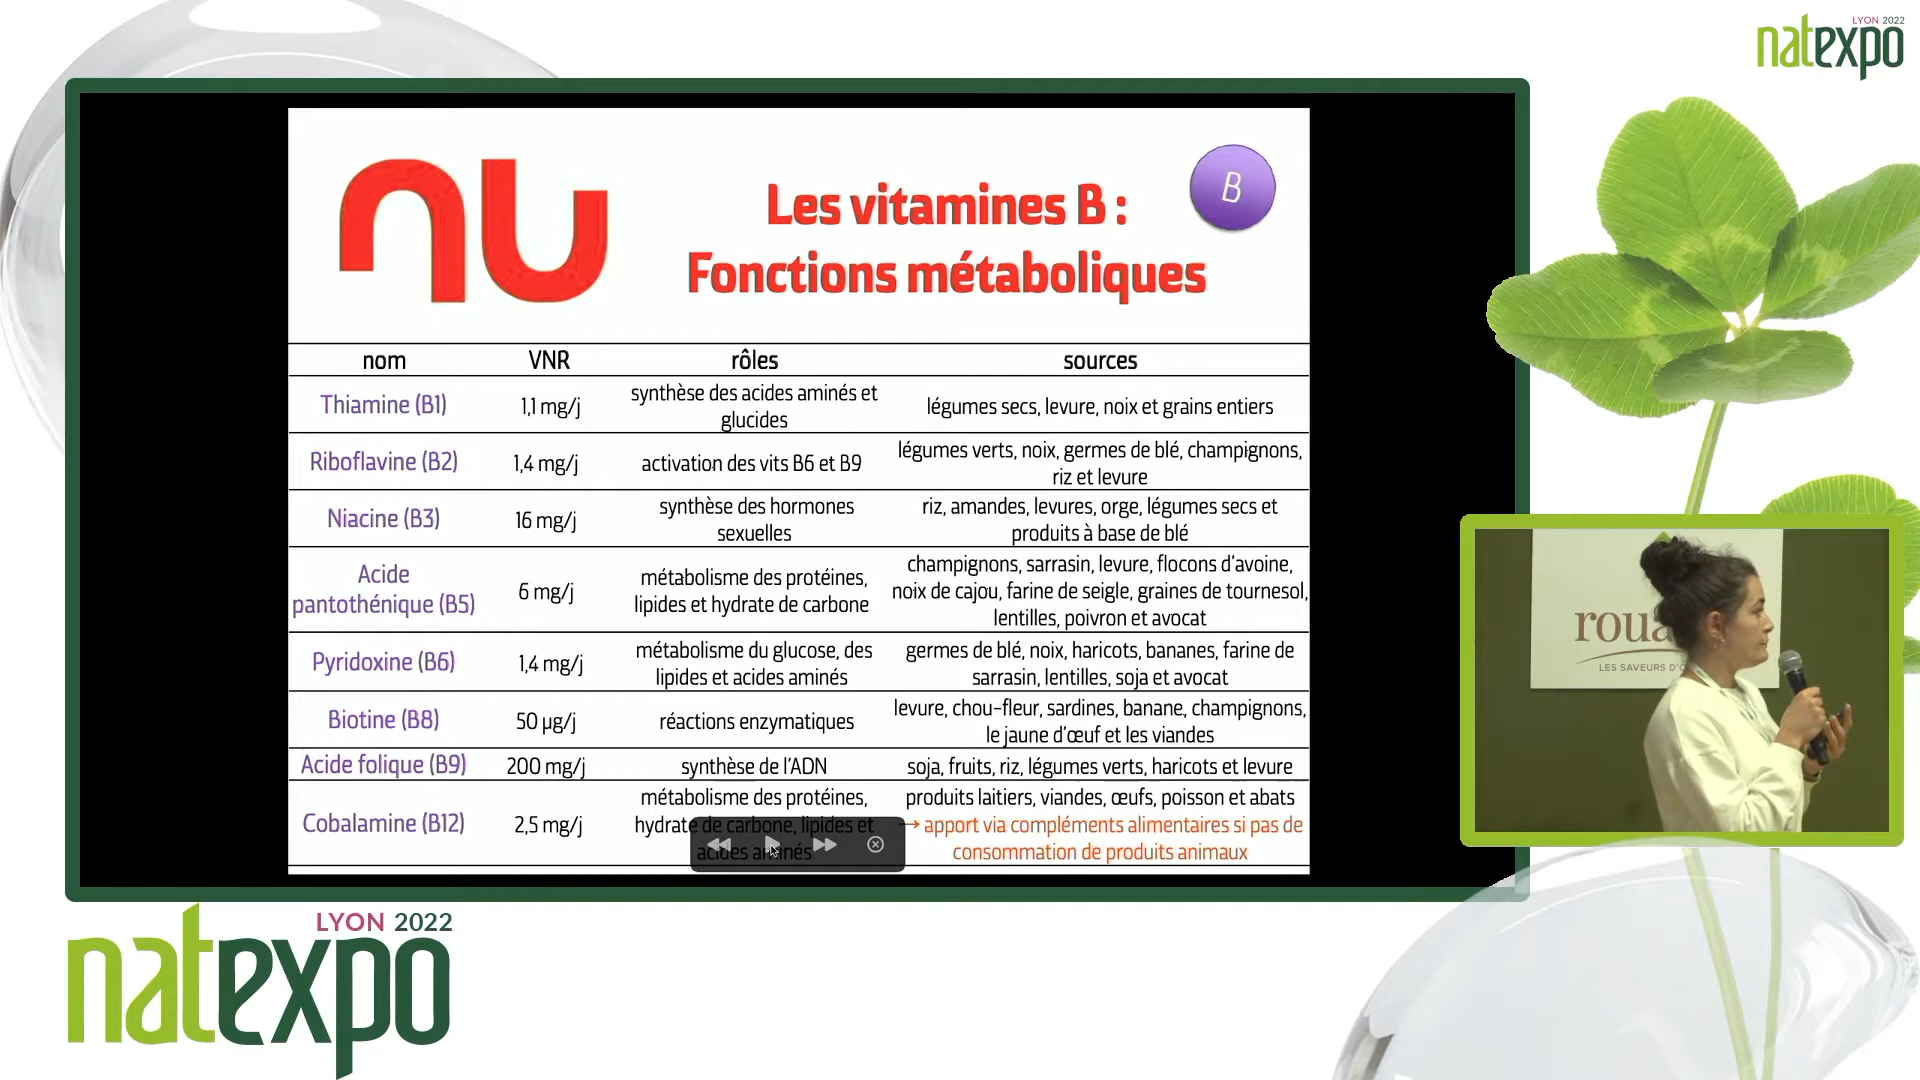 LYON 2022
natexpo
nu
B
Les vitamines B :
Fonctions métaboliques
nom VNR rôles sources
Thiamine (B1) 1,1 mg/j synthèse des acides aminés et glucides légumes secs, levure, noix et grains entiers
Riboflavine (B2) 1,4 mg/j activation des vits B6 et B9 légumes verts, noix, germes de blé, champignons, riz et levure
Niacine (B3) 16 mg/j synthèse des hormones sexuelles riz, amandes, levures, orge, légumes secs et produits à base de blé
Acide pantothénique (B5) 6 mg/j métabolisme des protéines, lipides et hydrate de carbone champignons, sarrasin, levure, flocons d'avoine, noix de cajou, farine de seigle, graines de tournesol, lentilles, poivron et avocat
Pyridoxine (B6) 1,4 mg/j métabolisme du glucose, des lipides et acides aminés germes de blé, noix, haricots, bananes, farine de sarrasin, lentilles, soja et avocat
Biotine (B8) 50 µg/j réactions enzymatiques levure, chou-fleur, sardines, banane, champignons, le jaune d'œuf et les viandes
Acide folique (B9) 200 mg/j synthèse de l'ADN soja, fruits, riz, légumes verts, haricots et levure
Cobalamine (B12) 2,5 mg/j métabolisme des protéines, hydrate de carbone, lipides et acides aminés produits laitiers, viandes, œufs, poisson et abats
→ apport via compléments alimentaires si pas de consommation de produits animaux
roua
LES SAVEURS D'O
LYON 2022
natexpo